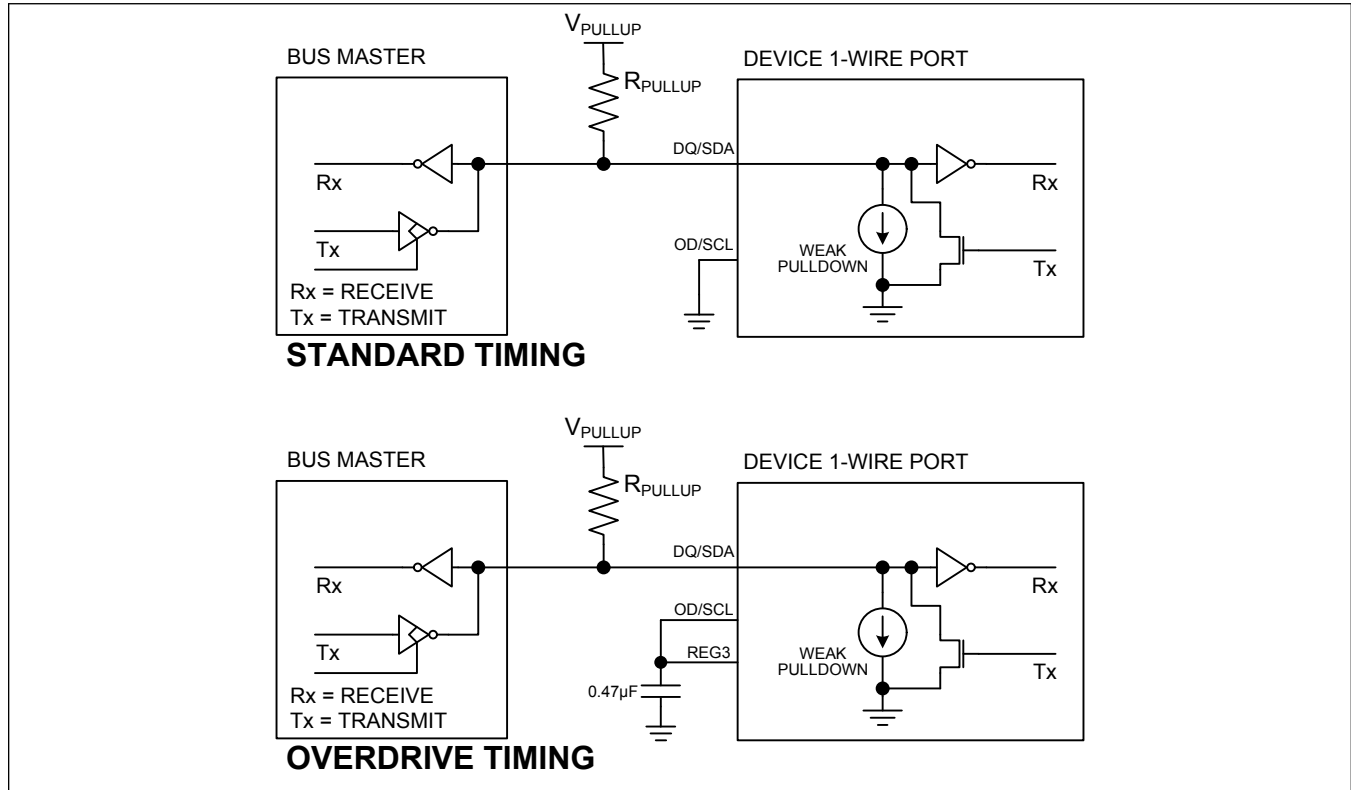 VPULLUP
BUS MASTER
DEVICE 1-WIRE PORT
RPULLUP
DQ/SDA
Rx
Rx
Tx
OD/SCL
WEAK
PULLDOWN
Tx
Rx = RECEIVE
Tx = TRANSMIT
STANDARD TIMING
VPULLUP
BUS MASTER
DEVICE 1-WIRE PORT
RPULLUP
DQ/SDA
Rx
Rx
OD/SCL
Tx
REG3
WEAK
PULLDOWN
Tx
0.47µF
Rx = RECEIVE
Tx = TRANSMIT
OVERDRIVE TIMING